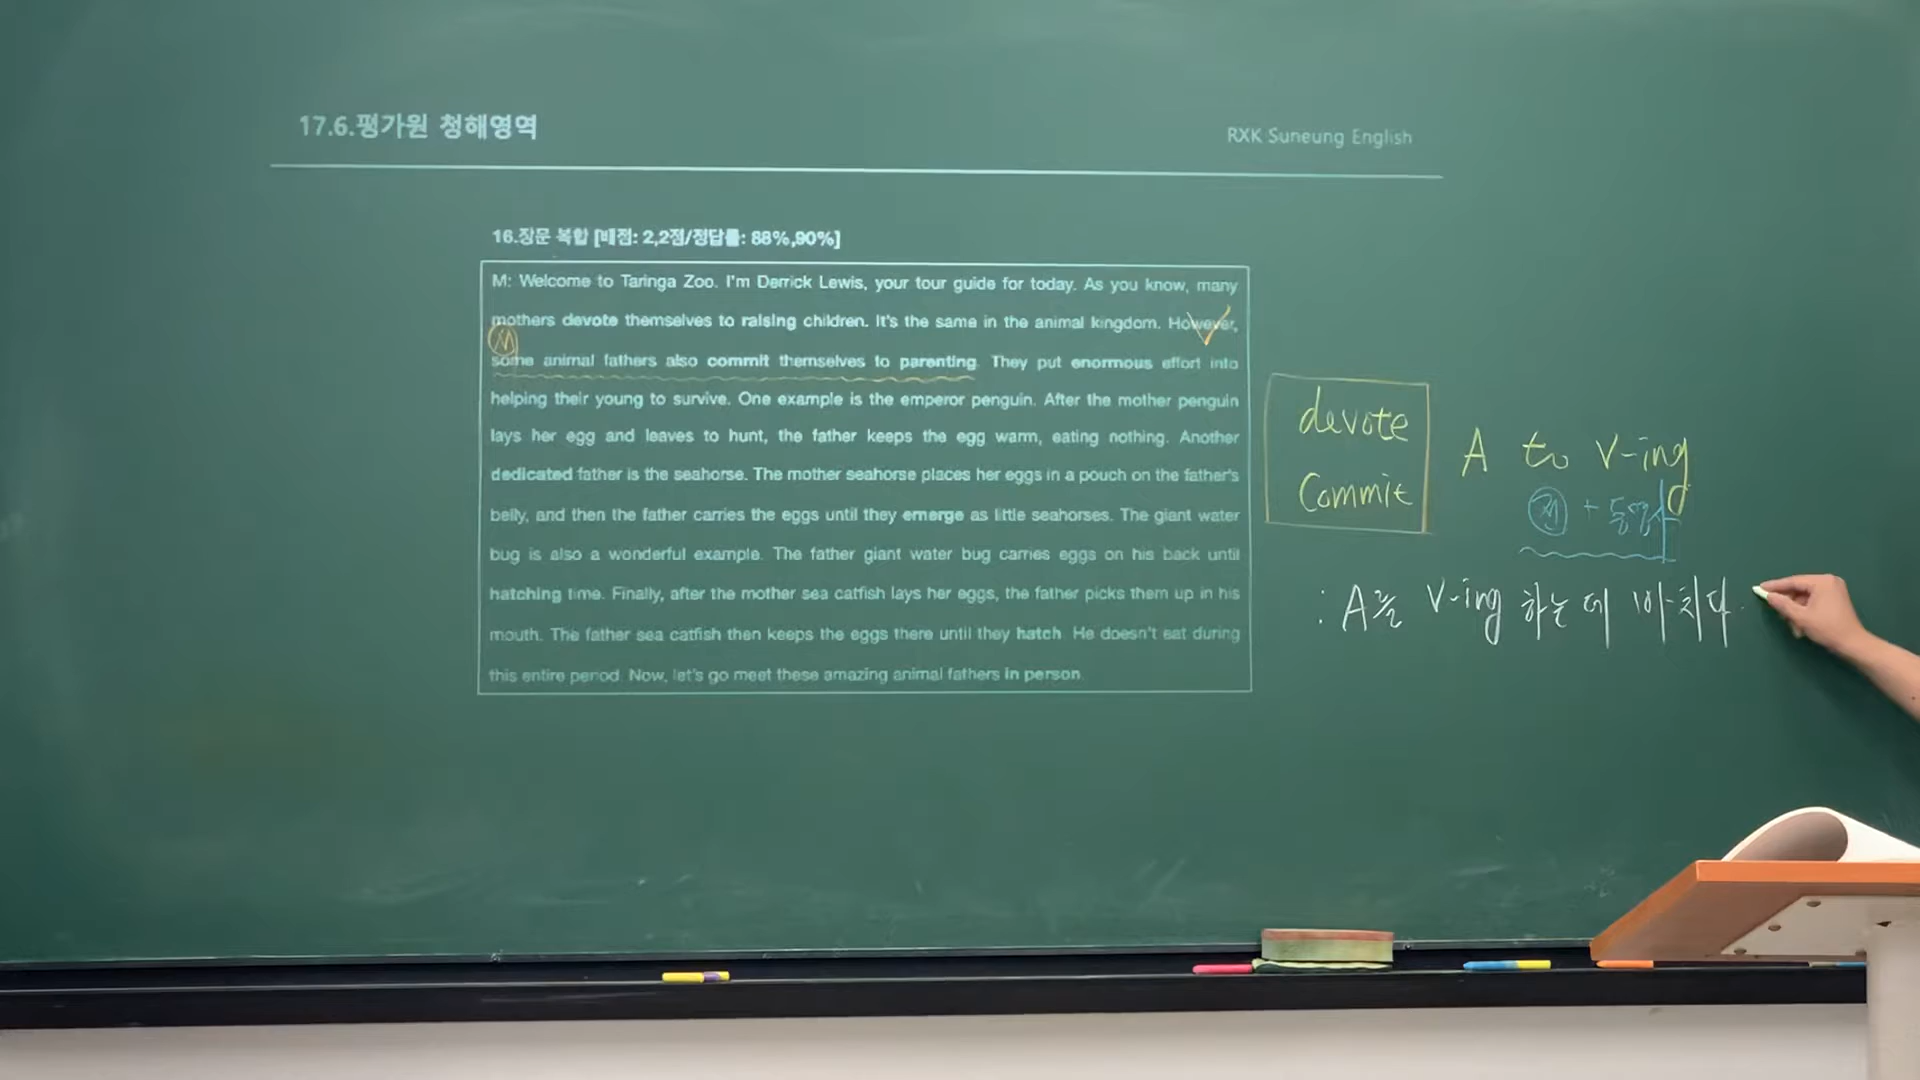 17.6.평가원 청해영역
RXK Suneung English
16.장문 복합 [배점: 2,2점/정답률: 88%,90%]
M: Welcome to Taringa Zoo. I'm Derrick Lewis, your tour guide for today. As you know, many
mothers devote themselves to raising children. It's the same in the animal kingdom. However,
some animal fathers also commit themselves to parenting. They put enormous effort into
helping their young to survive. One example is the emperor penguin. After the mother penguin
lays her egg and leaves to hunt, the father keeps the egg warm, eating nothing. Another
dedicated father is the seahorse. The mother seahorse places her eggs in a pouch on the father's
belly, and then the father carries the eggs until they emerge as little seahorses. The giant water
bug is also a wonderful example. The father giant water bug carries eggs on his back until
hatching time. Finally, after the mother sea catfish lays her eggs, the father picks them up in his
mouth. The father sea catfish then keeps the eggs there until they hatch. He doesn't eat during
this entire period. Now, let's go meet these amazing animal fathers in person.
devote
commit
A to V-ing
전 + 동명사
: A를 V-ing 하는 데 바치다.